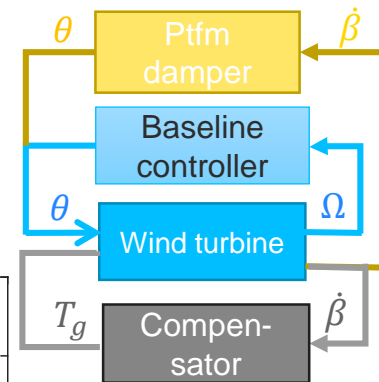 θ
Ptfm
damper
β̇
Baseline
controller
θ
Ω
Wind turbine
T_g
Compen-
sator
β̇